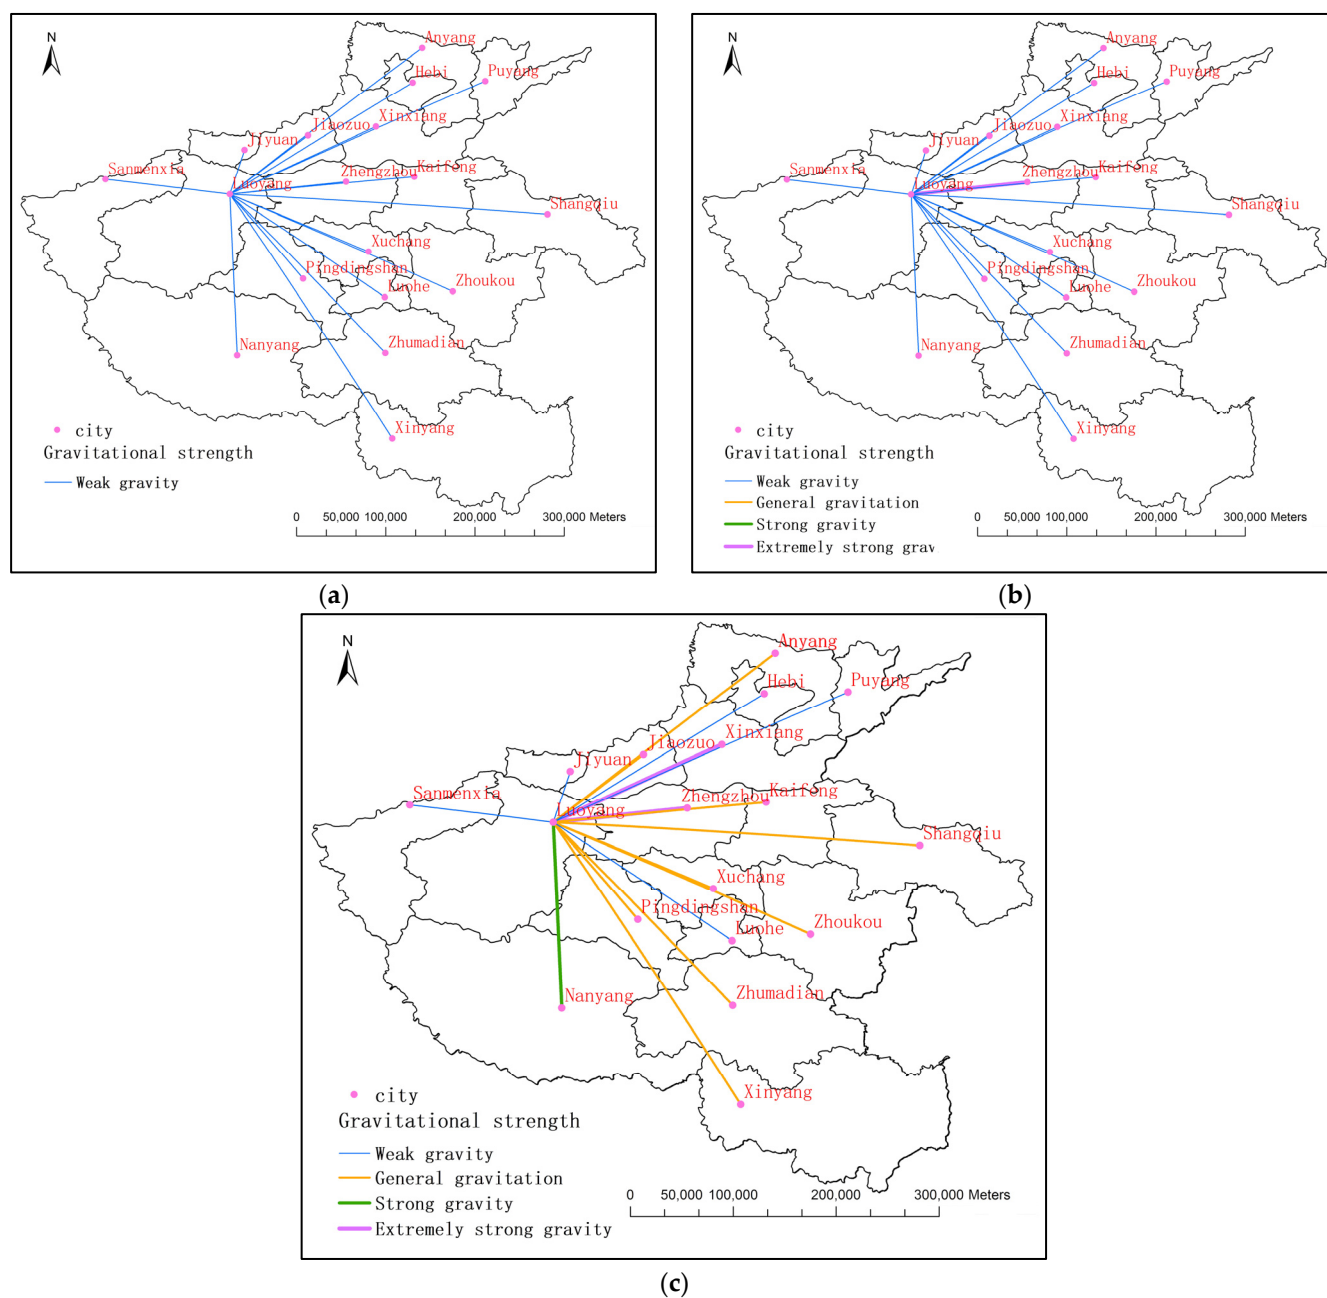 N
Anyang
Hebi
Puyang
Xinxiang
Jiaozuo
Jiyuan
Sanmenxia
Zhengzhou
Kaifeng
Luoyang
Shangqiu
Xuchang
Pingdingshan
Luohe
Zhoukou
Nanyang
Zhumadian
Xinyang
city
Gravitational strength
Weak gravity
0 50,000 100,000 200,000 300,000 Meters
(a)
N
Anyang
Hebi
Puyang
Xinxiang
Jiaozuo
Jiyuan
Sanmenxia
Zhengzhou
Kaifeng
Luoyang
Shangqiu
Xuchang
Pingdingshan
Luohe
Zhoukou
Nanyang
Zhumadian
Xinyang
city
Gravitational strength
Weak gravity
General gravitation
Strong gravity
Extremely strong grav
0 50,000 100,000 200,000 300,000 Meters
(b)
N
Anyang
Hebi
Puyang
Xinxiang
Jiaozuo
Jiyuan
Sanmenxia
Zhengzhou
Kaifeng
Luoyang
Shangqiu
Xuchang
Pingdingshan
Luohe
Zhoukou
Nanyang
Zhumadian
Xinyang
city
Gravitational strength
Weak gravity
General gravitation
Strong gravity
Extremely strong gravity
0 50,000 100,000 200,000 300,000 Meters
(c)